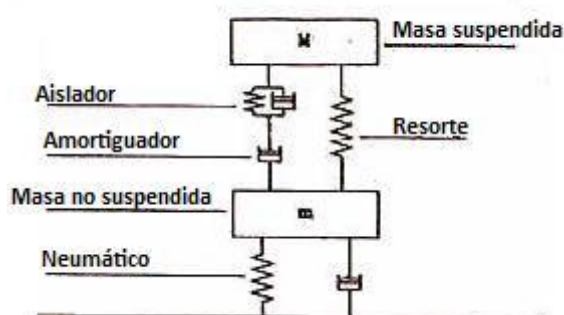 M
Masa suspendida
Aislador
Amortiguador
Resorte
Masa no suspendida
m
Neumático